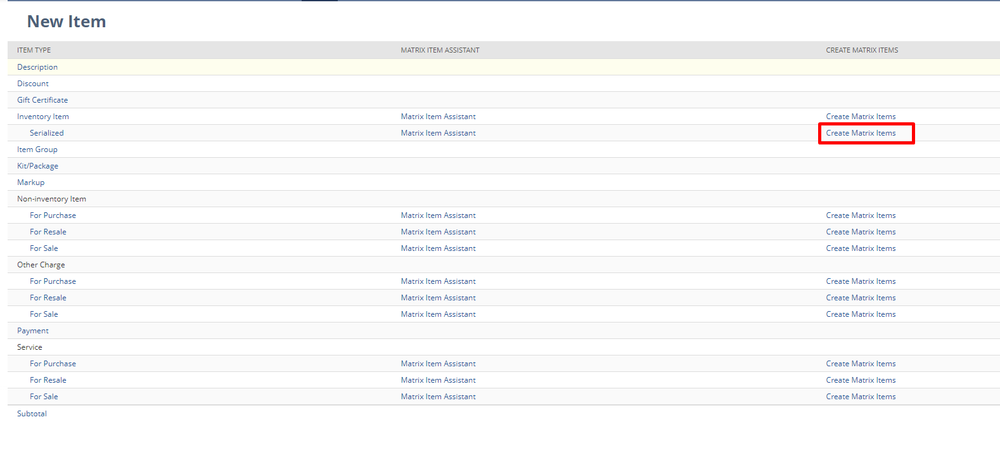 New Item
ITEM TYPE MATRIX ITEM ASSISTANT CREATE MATRIX ITEMS
Description
Discount
Gift Certificate
Inventory Item Matrix Item Assistant Create Matrix Items
Serialized Matrix Item Assistant Create Matrix Items
Item Group
Kit/Package
Markup
Non-inventory Item
For Purchase Matrix Item Assistant Create Matrix Items
For Resale Matrix Item Assistant Create Matrix Items
For Sale Matrix Item Assistant Create Matrix Items
Other Charge
For Purchase Matrix Item Assistant Create Matrix Items
For Resale Matrix Item Assistant Create Matrix Items
For Sale Matrix Item Assistant Create Matrix Items
Payment
Service
For Purchase Matrix Item Assistant Create Matrix Items
For Resale Matrix Item Assistant Create Matrix Items
For Sale Matrix Item Assistant Create Matrix Items
Subtotal